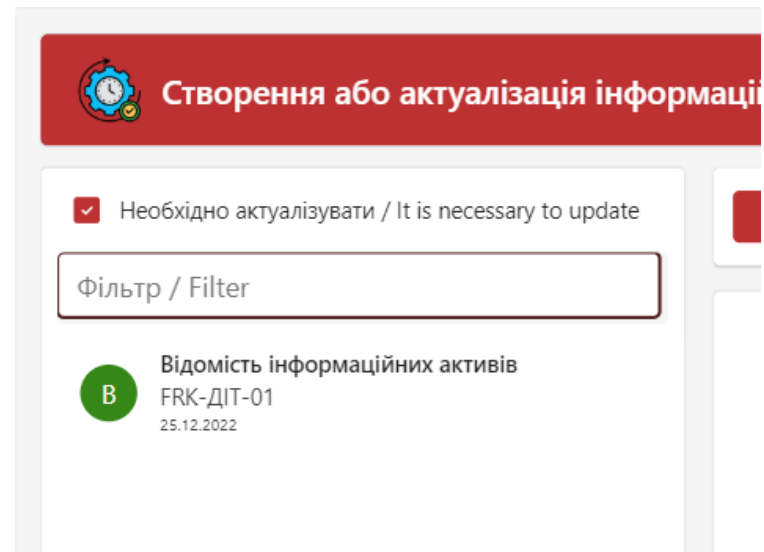 Створення або актуалізація інформації
Необхідно актуалізувати / It is necessary to update
Фільтр / Filter
В
Відомість інформаційних активів
FRK-ДІТ-01
25.12.2022